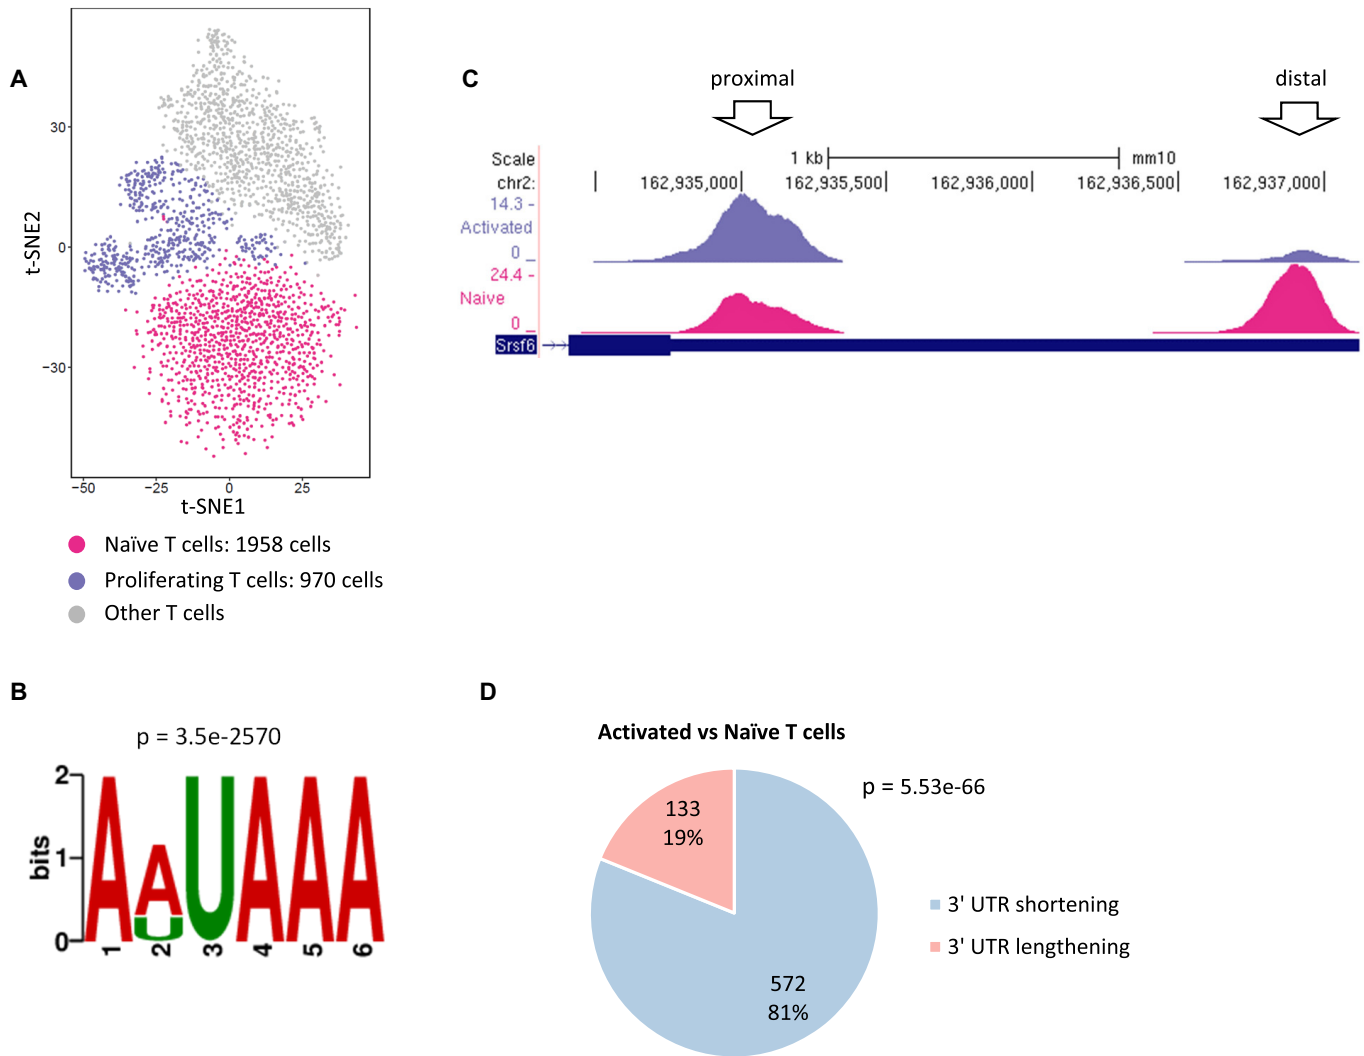 A
30
0
−30
t-SNE2
−50
−25
0
25
t-SNE1
Naïve T cells: 1958 cells
Proliferating T cells: 970 cells
Other T cells
B
p = 3.5e-2570
bits
2
1
0
AAUAAA
U
1 2 3 4 5 6
C
proximal
distal
Scale
1 kb
mm10
chr2:
162,935,000
162,935,500
162,936,000
162,936,500
162,937,000
14.3
Activated
0
24.4
Naive
0
Srsf6
D
Activated vs Naïve T cells
p = 5.53e-66
133
19%
572
81%
3' UTR shortening
3' UTR lengthening